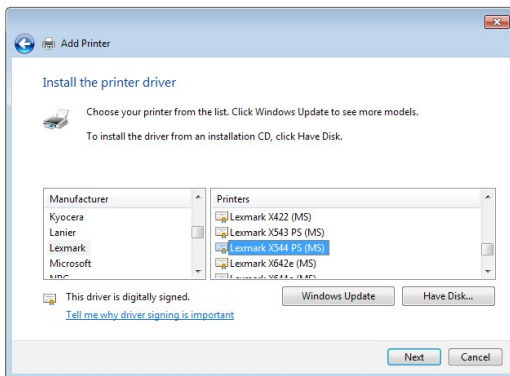 Add Printer
Install the printer driver
Choose your printer from the list. Click Windows Update to see more models.
To install the driver from an installation CD, click Have Disk.
Manufacturer
Kyocera
Lanier
Lexmark
Microsoft
Printers
Lexmark X422 (MS)
Lexmark X543 PS (MS)
Lexmark X544 PS (MS)
Lexmark X642e (MS)
This driver is digitally signed.
Tell me why driver signing is important
Windows Update
Have Disk...
Next
Cancel